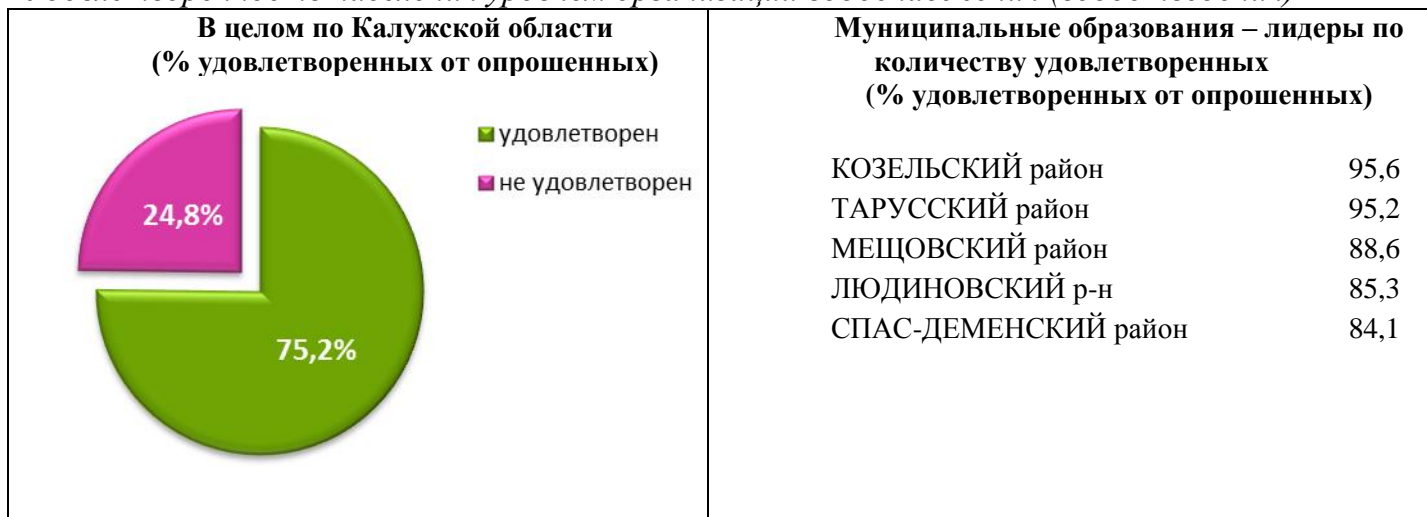 В целом по Калужской области
(% удовлетворенных от опрошенных)
удовлетворен
не удовлетворен
24,8%
75,2%
Муниципальные образования – лидеры по
количеству удовлетворенных
(% удовлетворенных от опрошенных)
КОЗЕЛЬСКИЙ район 95,6
ТАРУССКИЙ район 95,2
МЕЩОВСКИЙ район 88,6
ЛЮДИНОВСКИЙ р-н 85,3
СПАС-ДЕМЕНСКИЙ район 84,1